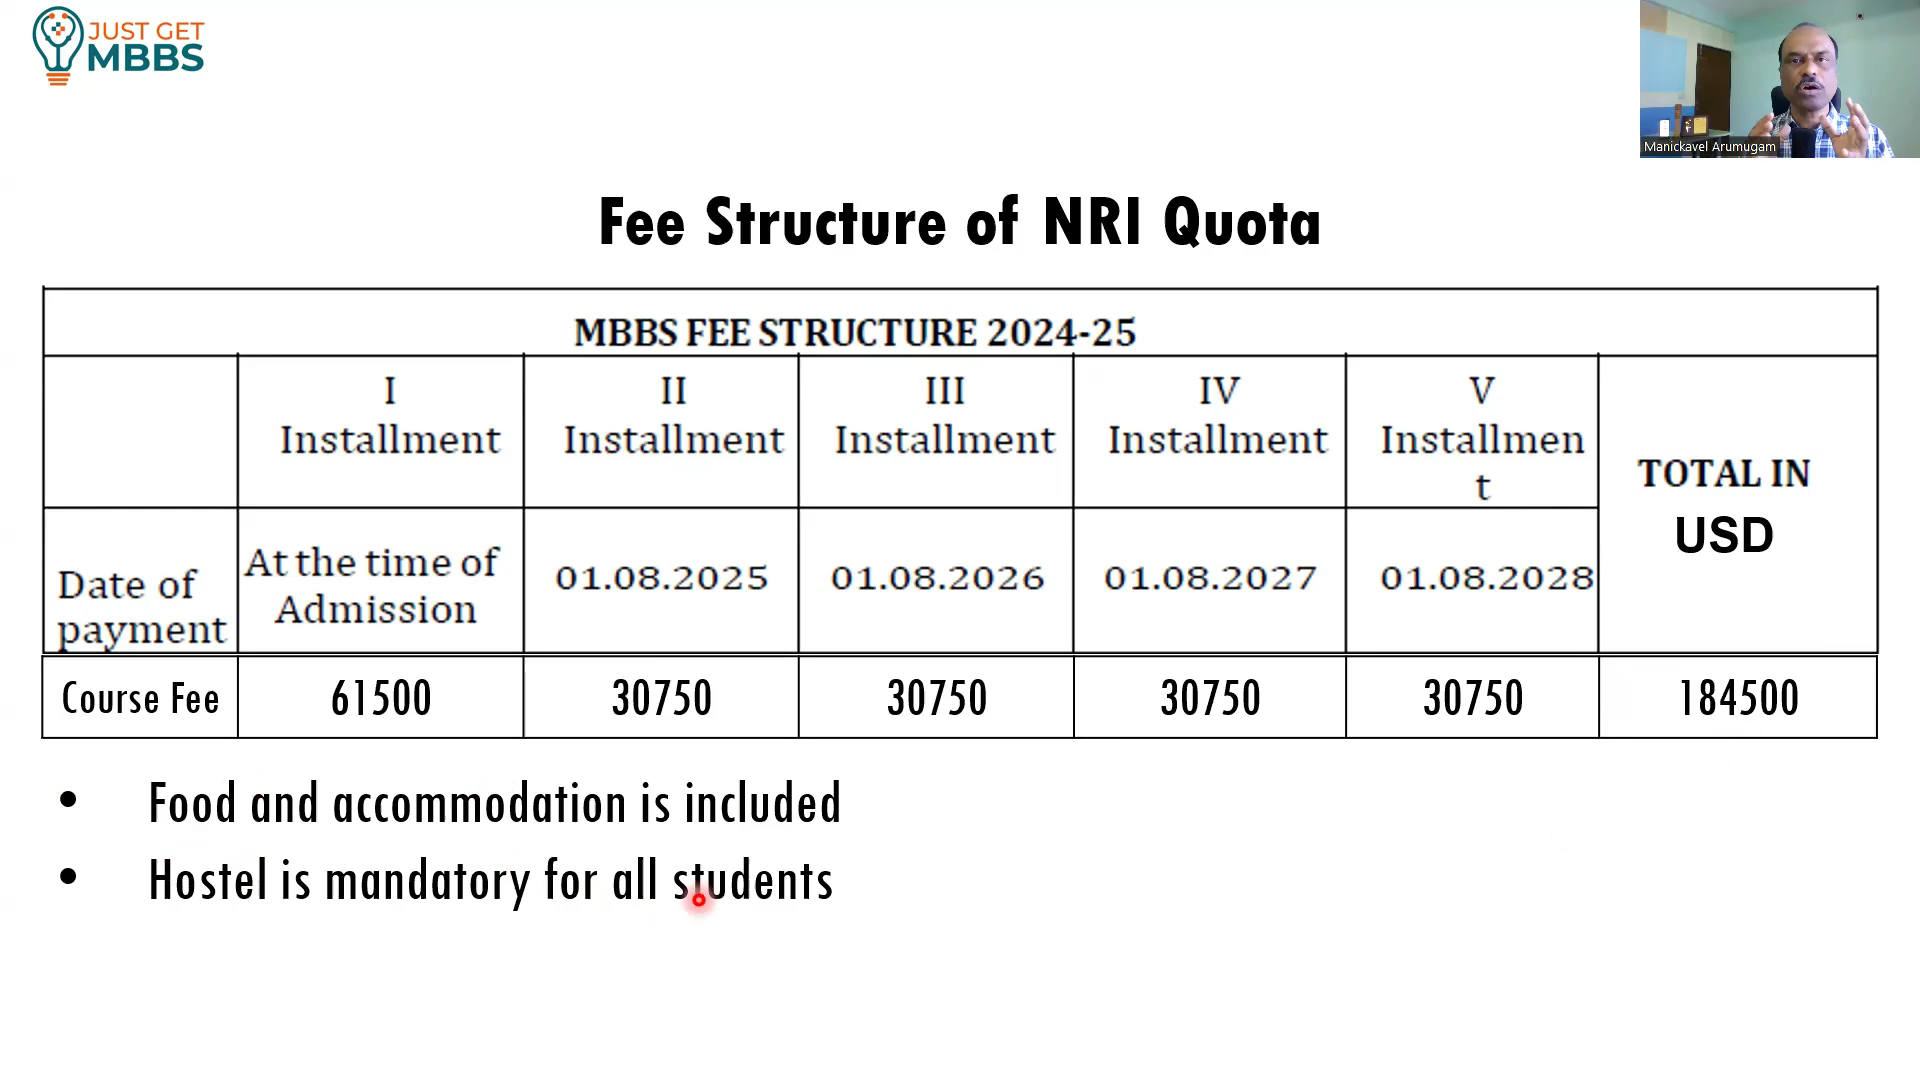 JUST GET
MBBS
Manickavel Arumugam
Fee Structure of NRI Quota
MBBS FEE STRUCTURE 2024-25
I
Installment
II
Installment
III
Installment
IV
Installment
V
Installmen
t
TOTAL IN
USD
Date of
payment
At the time of
Admission
01.08.2025
01.08.2026
01.08.2027
01.08.2028
Course Fee
61500
30750
30750
30750
30750
184500
• Food and accommodation is included
• Hostel is mandatory for all students